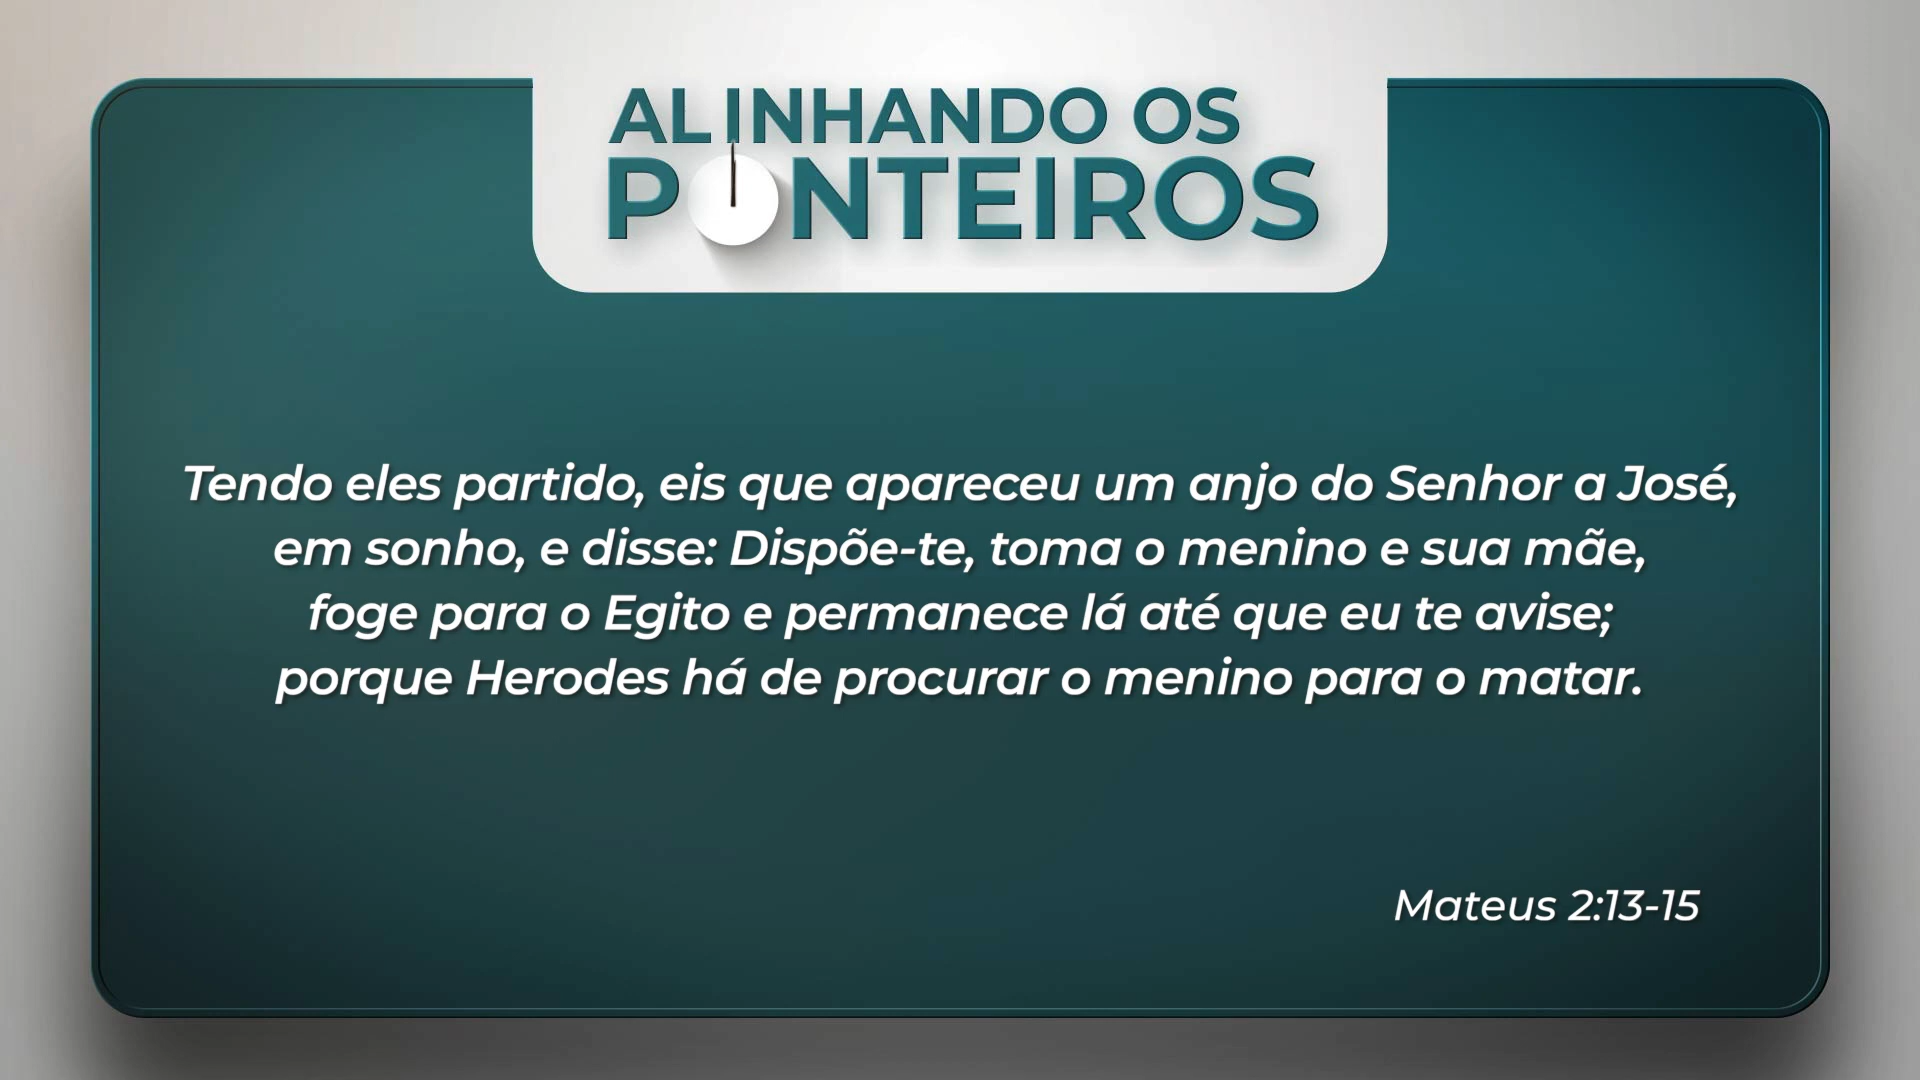 ALINHANDO OS
PONTEIROS
Tendo eles partido, eis que apareceu um anjo do Senhor a José,
em sonho, e disse: Dispõe-te, toma o menino e sua mãe,
foge para o Egito e permanece lá até que eu te avise;
porque Herodes há de procurar o menino para o matar.
Mateus 2:13-15